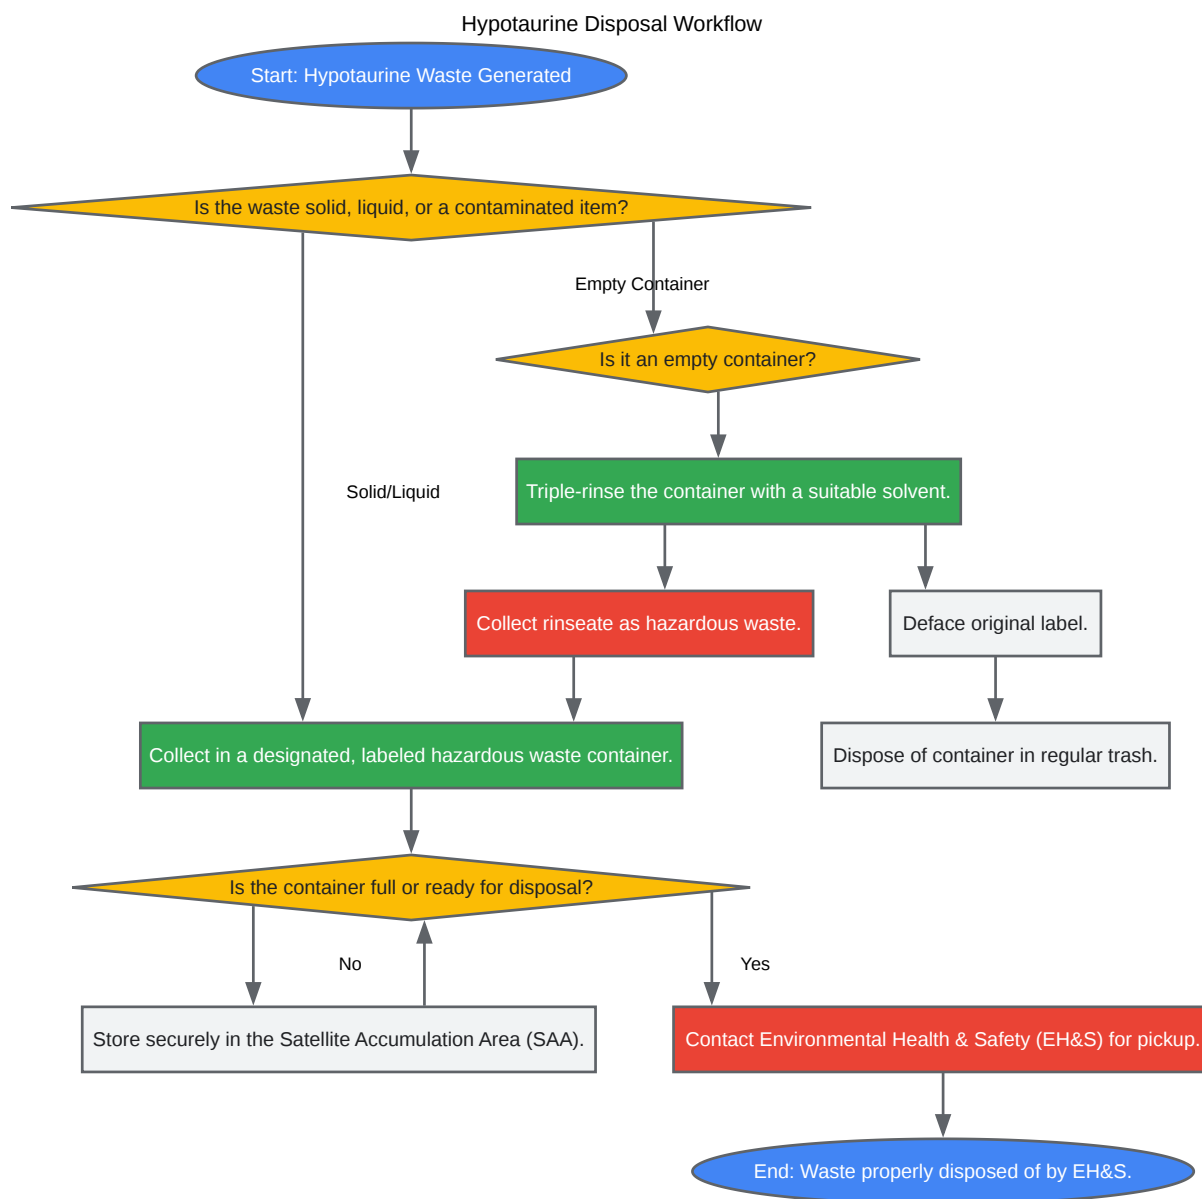 Hypotaurine Disposal Workflow
Start: Hypotaurine Waste Generated
Is the waste solid, liquid, or a contaminated item?
Empty Container
Is it an empty container?
Solid/Liquid
Triple-rinse the container with a suitable solvent.
Collect rinseate as hazardous waste.
Deface original label.
Collect in a designated, labeled hazardous waste container.
Dispose of container in regular trash.
Is the container full or ready for disposal?
No
Yes
Store securely in the Satellite Accumulation Area (SAA).
Contact Environmental Health & Safety (EH&S) for pickup.
End: Waste properly disposed of by EH&S.